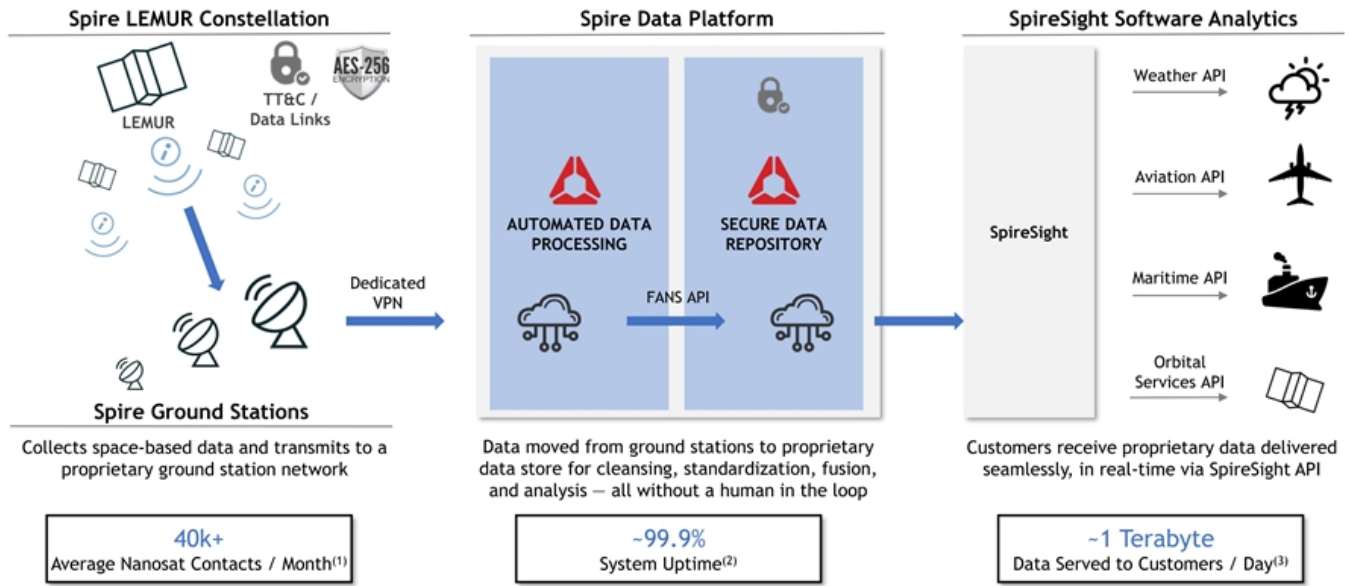 Spire LEMUR Constellation
LEMUR
TT&C /
Data Links
AES-256
ENCRYPTION
Dedicated
VPN
Spire Ground Stations
Collects space-based data and transmits to a
proprietary ground station network
40k+
Average Nanosat Contacts / Month(1)
Spire Data Platform
AUTOMATED DATA
PROCESSING
SECURE DATA
REPOSITORY
FANS API
Data moved from ground stations to proprietary
data store for cleansing, standardization, fusion,
and analysis — all without a human in the loop
~99.9%
System Uptime(2)
SpireSight Software Analytics
SpireSight
Weather API
Aviation API
Maritime API
Orbital
Services API
Customers receive proprietary data delivered
seamlessly, in real-time via SpireSight API
~1 Terabyte
Data Served to Customers / Day(3)